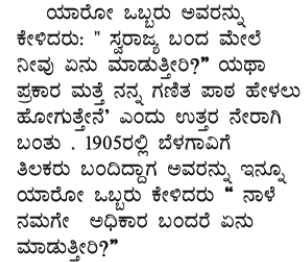 ಯಾರೋ ಒಬ್ಬರು ಅವರನ್ನು
ಕೇಳಿದರು: " ಸ್ವರಾಜ್ಯ ಬಂದ ಮೇಲೆ
ನೀವು ಏನು ಮಾಡುತ್ತೀರಿ?” ಯಥಾ
ಪ್ರಕಾರ ಮತ್ತೆ ನನ್ನ ಗಣಿತ ಪಾಠ ಹೇಳಲು
ಹೋಗುತ್ತೇನೆ’ ಎಂದು ಉತ್ತರ ನೇರಾಗಿ
ಬಂತು . 1905ರಲ್ಲಿ ಬೆಳಗಾವಿಗೆ
ತಿಲಕರು ಬಂದಿದ್ದಾಗ ಅವರನ್ನು ಇನ್ನೂ
ಯಾರೋ ಒಬ್ಬರು ಕೇಳಿದರು “ ನಾಳೆ
ನಮಗೇ ಅಧಿಕಾರ ಬಂದರೆ ಏನು
ಮಾಡುತ್ತೀರಿ?”